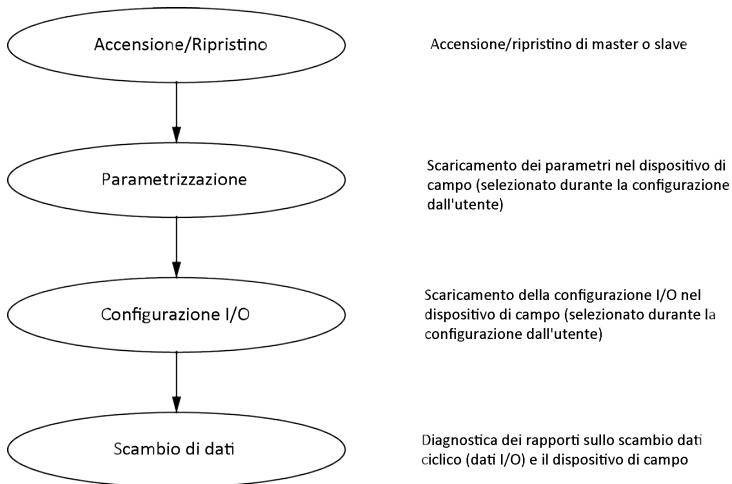 Accensione/Ripristino
Accensione/ripristino di master o slave
Parametrizzazione
Scaricamento dei parametri nel dispositivo di
campo (selezionato durante la configurazione
dall'utente)
Configurazione I/O
Scaricamento della configurazione I/O nel
dispositivo di campo (selezionato durante la
configurazione dall'utente)
Scambio di dati
Diagnostica dei rapporti sullo scambio dati
ciclico (dati I/O) e il dispositivo di campo